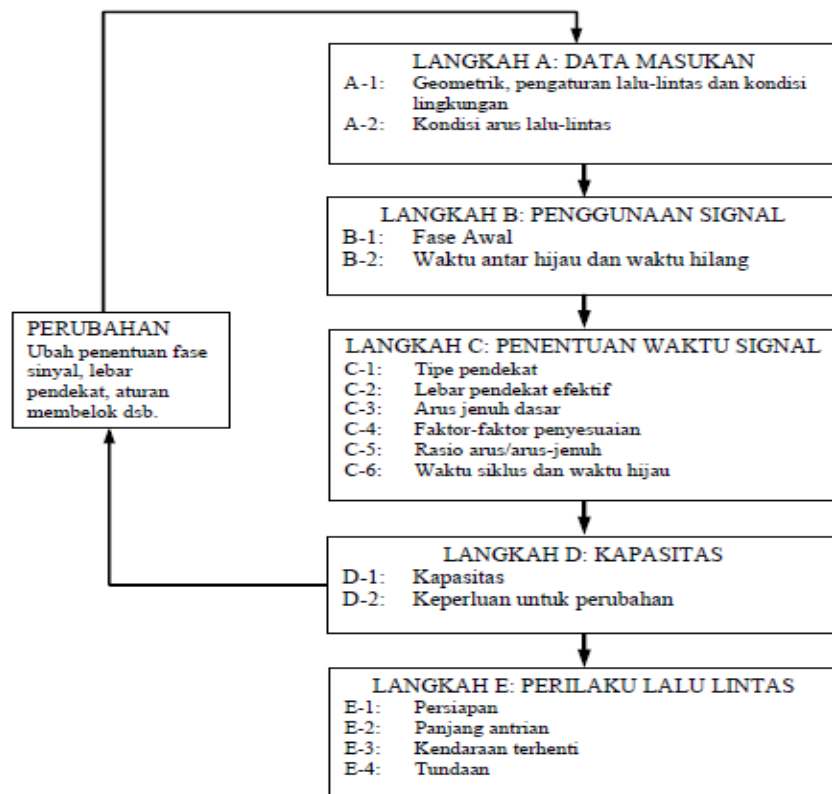 LANGKAH A: DATA MASUKAN
A-1: Geometrik, pengaturan lalu-lintas dan kondisi
lingkungan
A-2: Kondisi arus lalu-lintas
LANGKAH B: PENGGUNAAN SIGNAL
B-1: Fase Awal
B-2: Waktu antar hijau dan waktu hilang
PERUBAHAN
Ubah penentuan fase
sinyal, lebar
pendekat, aturan
membelok dsb.
LANGKAH C: PENENTUAN WAKTU SIGNAL
C-1: Tipe pendekat
C-2: Lebar pendekat efektif
C-3: Arus jenuh dasar
C-4: Faktor-faktor penyesuaian
C-5: Rasio arus/arus-jenuh
C-6: Waktu siklus dan waktu hijau
LANGKAH D: KAPASITAS
D-1: Kapasitas
D-2: Keperluan untuk perubahan
LANGKAH E: PERILAKU LALU LINTAS
E-1: Persiapan
E-2: Panjang antrian
E-3: Kendaraan terhenti
E-4: Tundaan